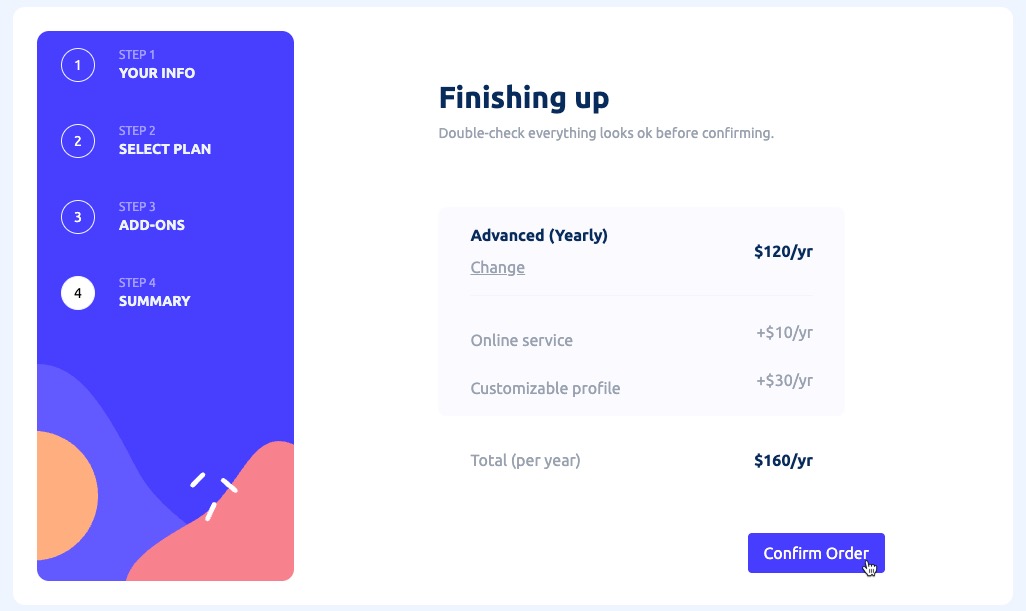 1
STEP 1
YOUR INFO
2
STEP 2
SELECT PLAN
3
STEP 3
ADD-ONS
4
STEP 4
SUMMARY
Finishing up
Double-check everything looks ok before confirming.
Advanced (Yearly)
$120/yr
Change
Online service
+$10/yr
Customizable profile
+$30/yr
Total (per year)
$160/yr
Confirm Order